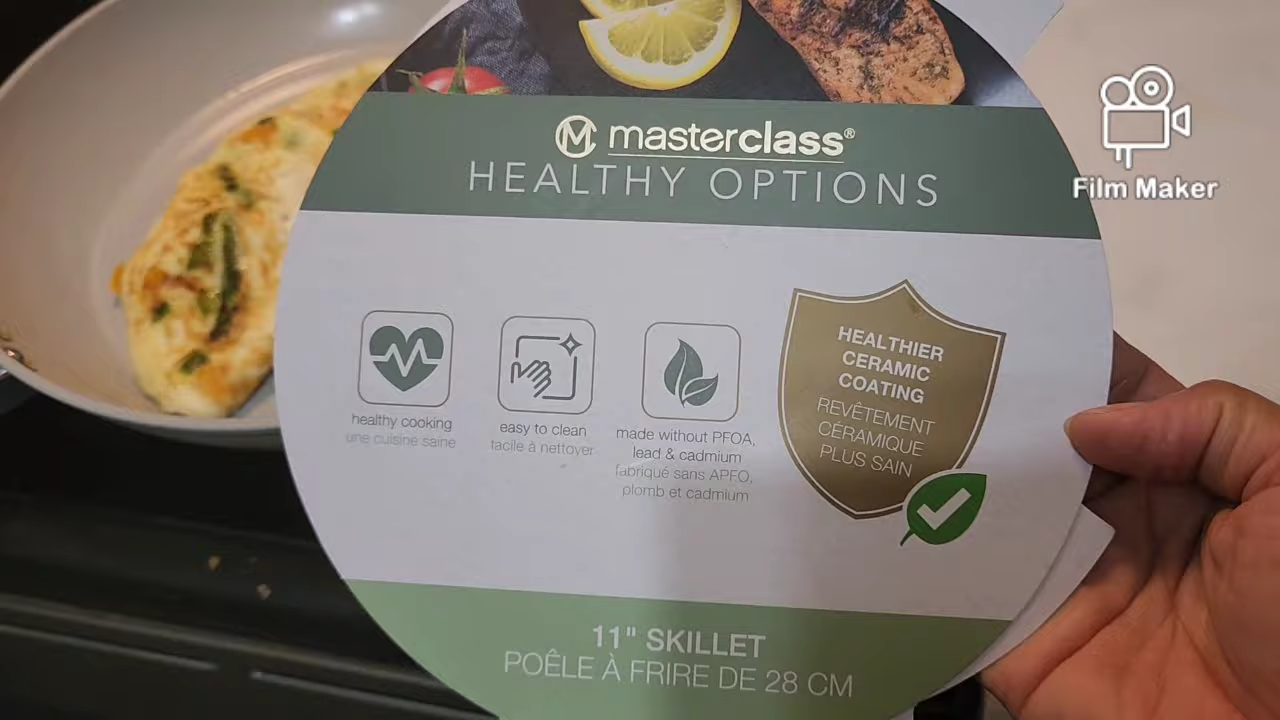 masterclass®
HEALTHY OPTIONS
Film Maker
healthy cooking
une cuisine saine
easy to clean
facile à nettoyer
made without PFOA,
lead & cadmium
fabriqué sans APFO,
plomb et cadmium
HEALTHIER
CERAMIC
COATING
REVÊTEMENT
CÉRAMIQUE
PLUS SAIN
11" SKILLET
POÊLE À FRIRE DE 28 CM